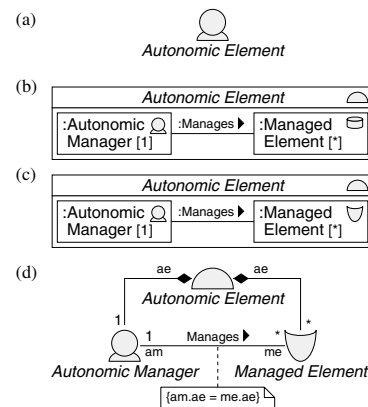 (a)
Autonomic Element
(b)
Autonomic Element
:Autonomic Manager [1]
:Manages
:Managed Element [*]
(c)
Autonomic Element
:Autonomic Manager [1]
:Manages
:Managed Element [*]
(d)
ae
ae
Autonomic Element
1
*
1
Manages
*
am
me
Autonomic Manager
Managed Element
{am.ae = me.ae}